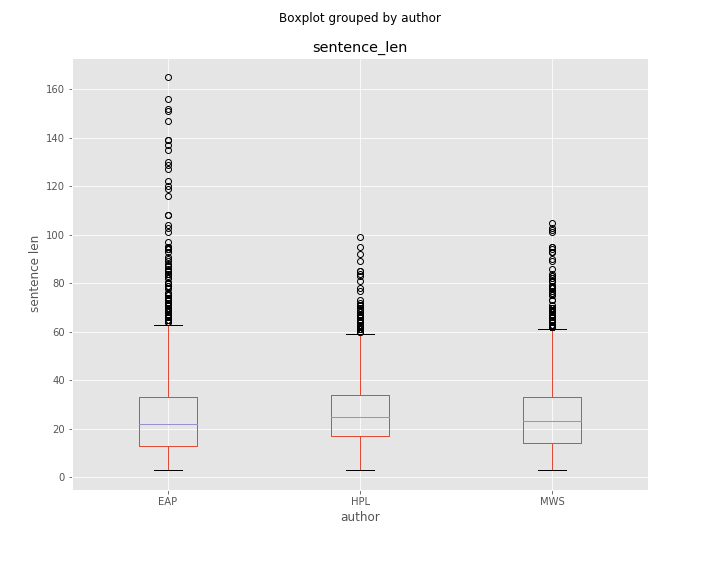 Boxplot grouped by author
sentence_len
160
140
120
100
80
60
40
20
0
sentence len
EAP
HPL
MWS
author